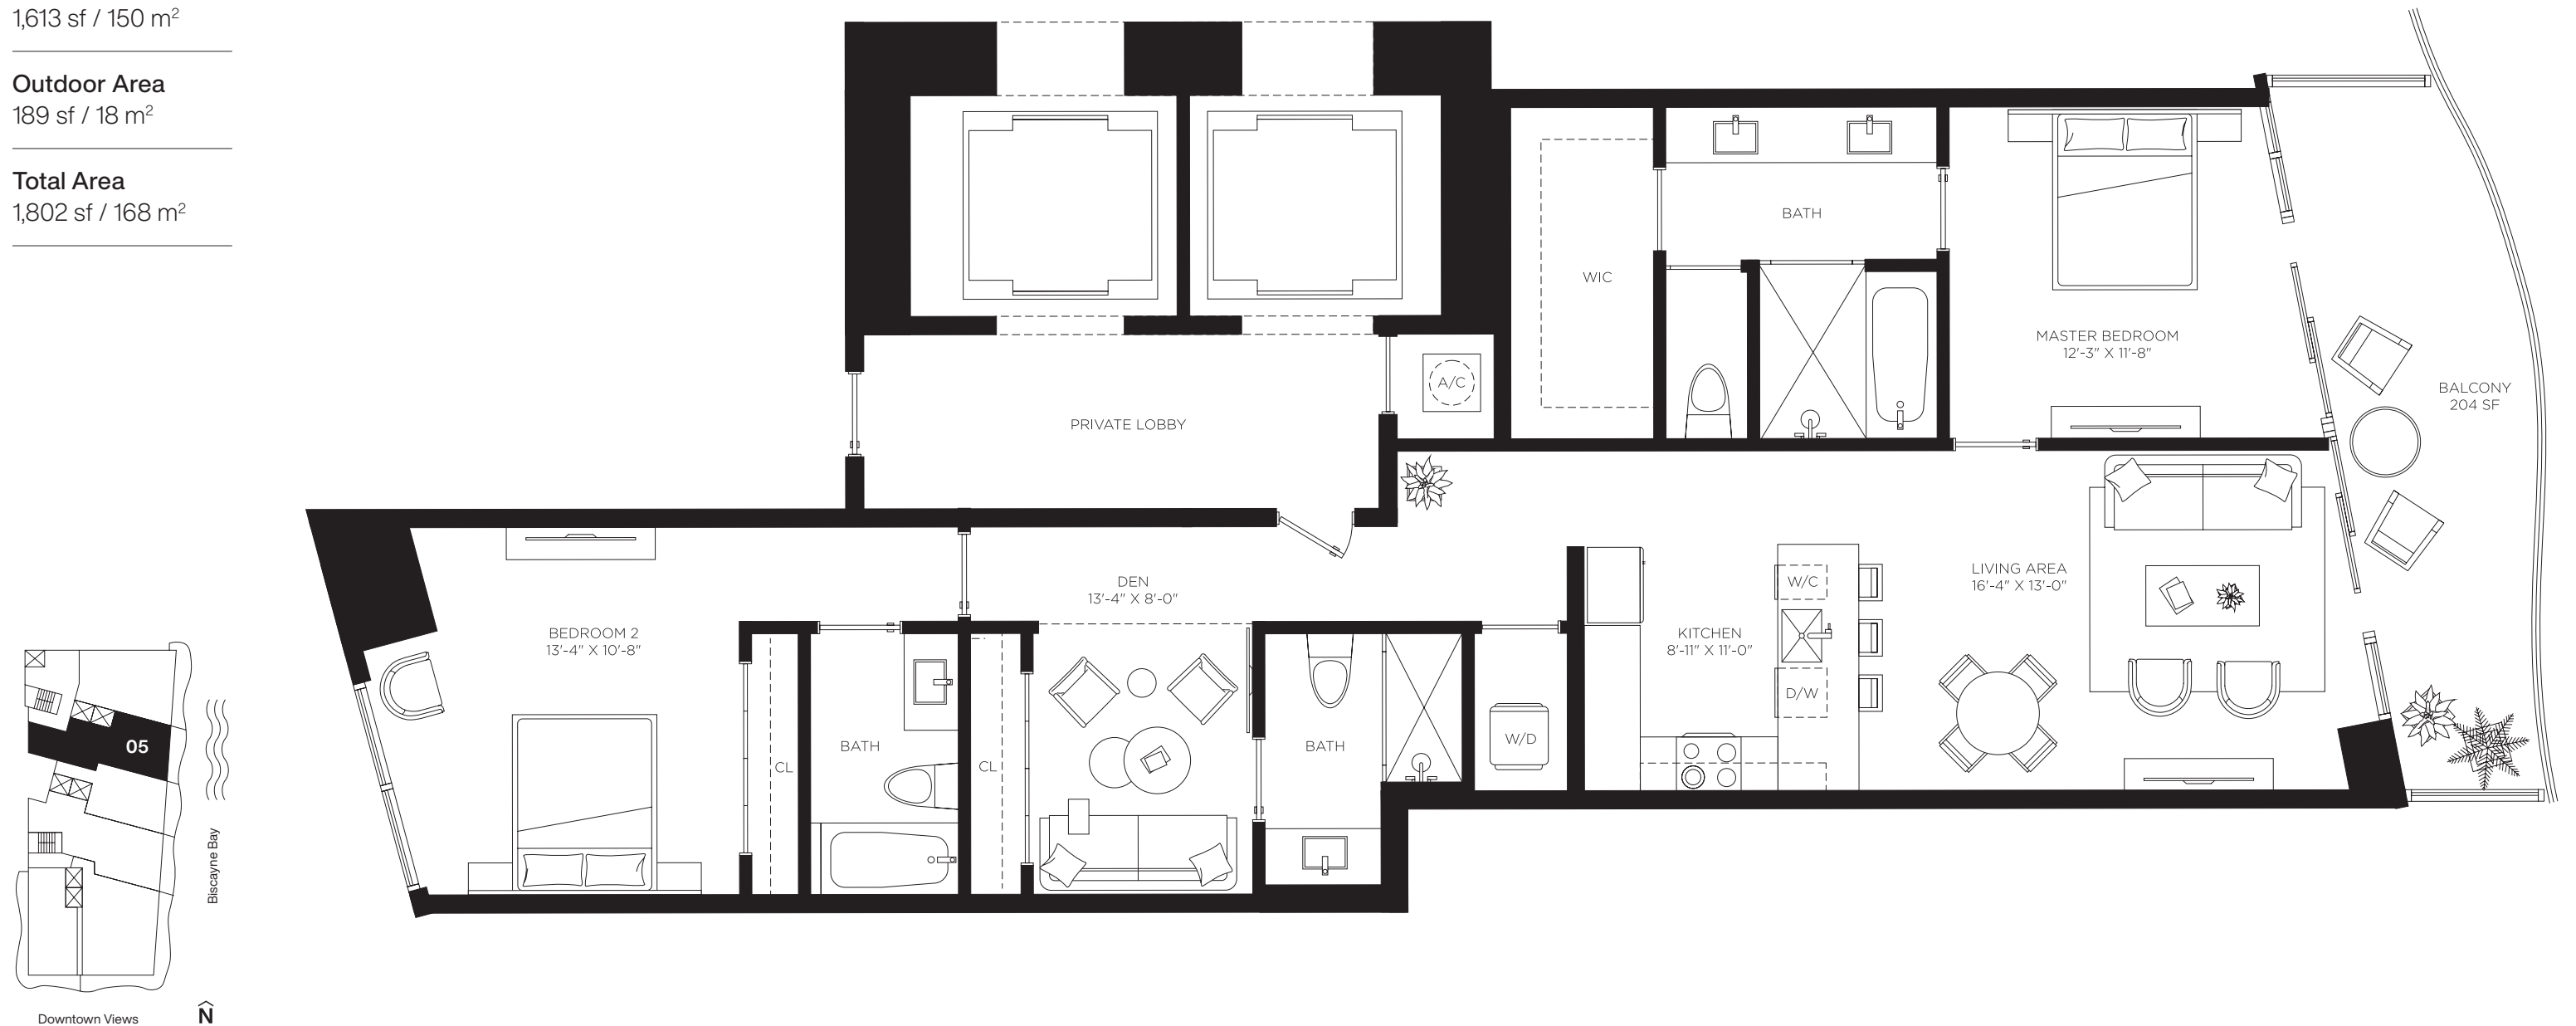 1,613 sf / 150 m²
Outdoor Area
189 sf / 18 m²
Total Area
1,802 sf / 168 m²
BATH
WIC
MASTER BEDROOM
12'-3" X 11'-8"
A/C
BALCONY
204 SF
PRIVATE LOBBY
DEN
13'-4" X 8'-0"
W/C
LIVING AREA
16'-4" X 13'-0"
BEDROOM 2
13'-4" X 10'-8"
KITCHEN
8'-11" X 11'-0"
D/W
W/D
BATH
BATH
CL
CL
05
Biscayne Bay
Downtown Views
N